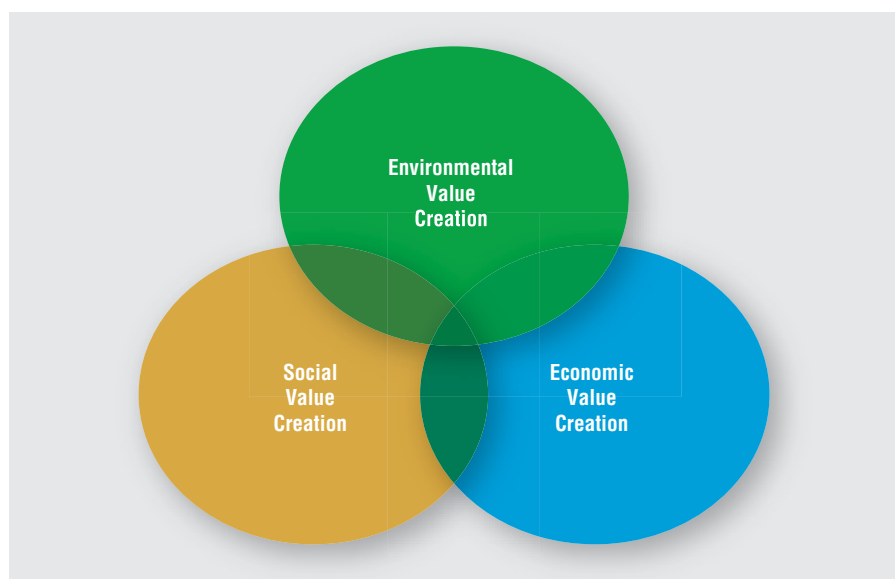 Environmental
Value
Creation
Social
Value
Creation
Economic
Value
Creation